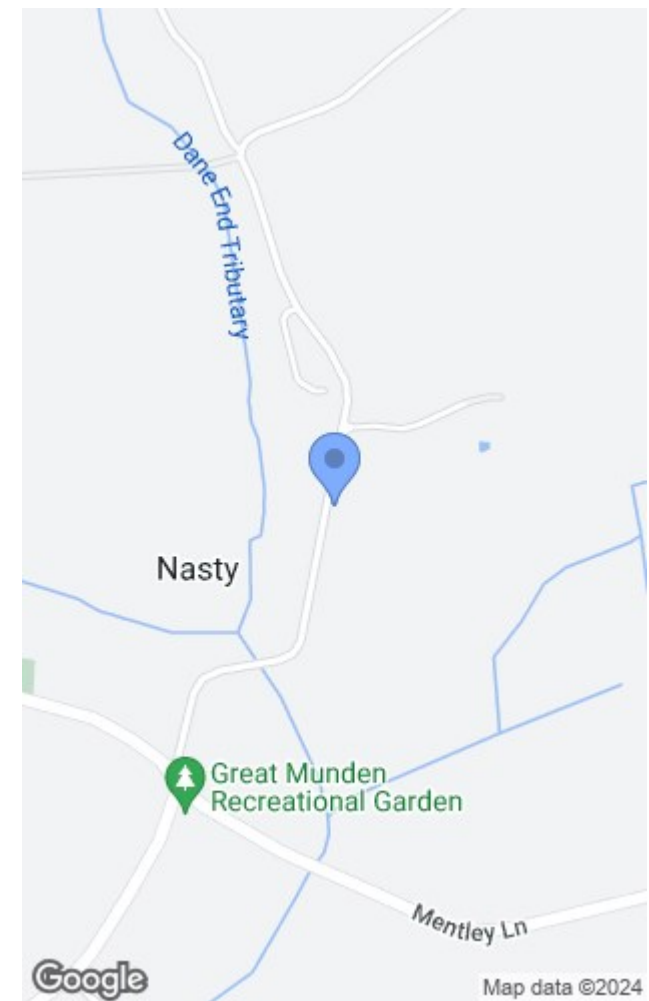 Dane End Tributary
Nasty
Great Munden
Recreational Garden
Mentley Ln
Google
Map data ©2024